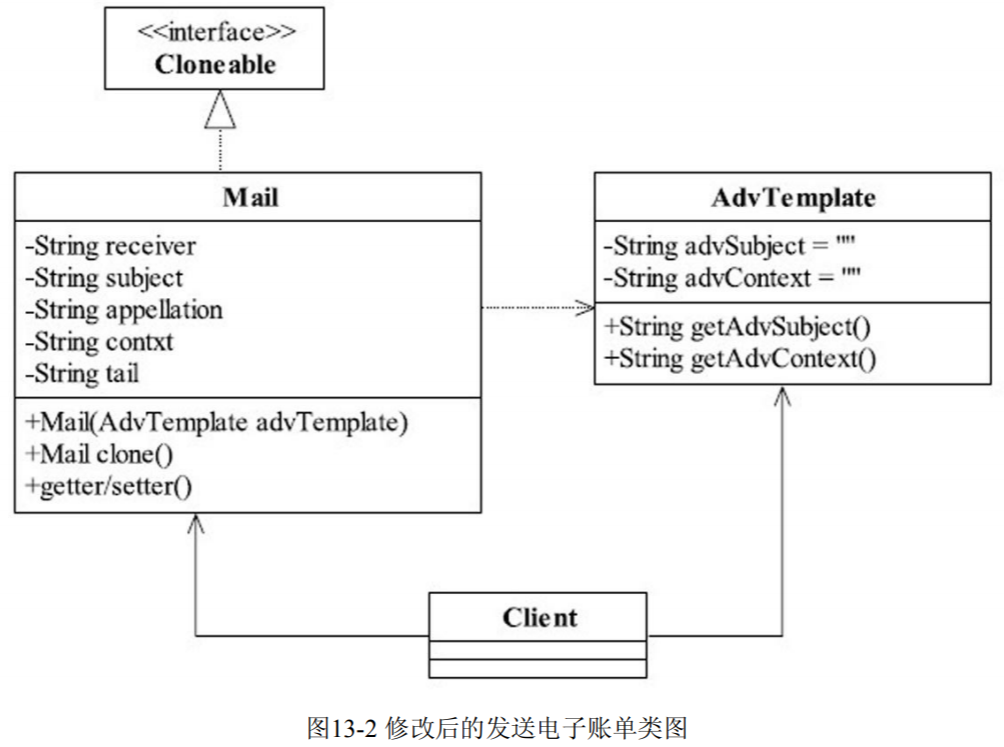 <<interface>>
Cloneable
Mail
-String receiver
-String subject
-String appellation
-String contxt
-String tail
+Mail(AdvTemplate advTemplate)
+Mail clone()
+getter/setter()
AdvTemplate
-String advSubject = ""
-String advContext = ""
+String getAdvSubject()
+String getAdvContext()
Client
图13-2 修改后的发送电子账单类图